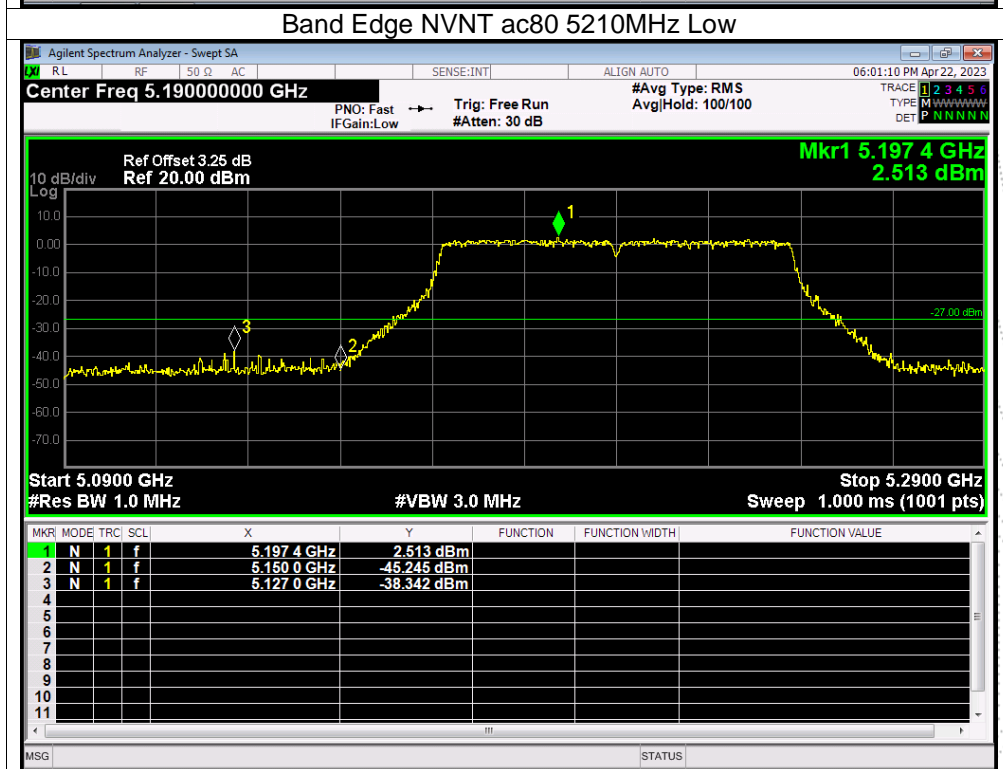 Band Edge NVNT ac80 5210MHz Low
Agilent Spectrum Analyzer - Swept SA
LXI RL RF 50 Ω AC SENSE:INT ALIGN AUTO 06:01:10 PM Apr 22, 2023
Center Freq 5.190000000 GHz #Avg Type: RMS TRACE 1 2 3 4 5 6
PNO: Fast Trig: Free Run Avg|Hold: 100/100 TYPE M WWWWW
IFGain:Low #Atten: 30 dB DET P N N N N N
Mkr1 5.197 4 GHz
Ref Offset 3.25 dB
10 dB/div Ref 20.00 dBm 2.513 dBm
Log
10.0
1
0.00
-10.0
-20.0
-27.00 dBm
-30.0
3
2
-40.0
-50.0
-60.0
-70.0
Start 5.0900 GHz Stop 5.2900 GHz
#Res BW 1.0 MHz #VBW 3.0 MHz Sweep 1.000 ms (1001 pts)
MKR MODE TRC SCL X Y FUNCTION FUNCTION WIDTH FUNCTION VALUE
1 N 1 f 5.197 4 GHz 2.513 dBm
2 N 1 f 5.150 0 GHz -45.245 dBm
3 N 1 f 5.127 0 GHz -38.342 dBm
4
5
6
7
8
9
10
11
MSG STATUS